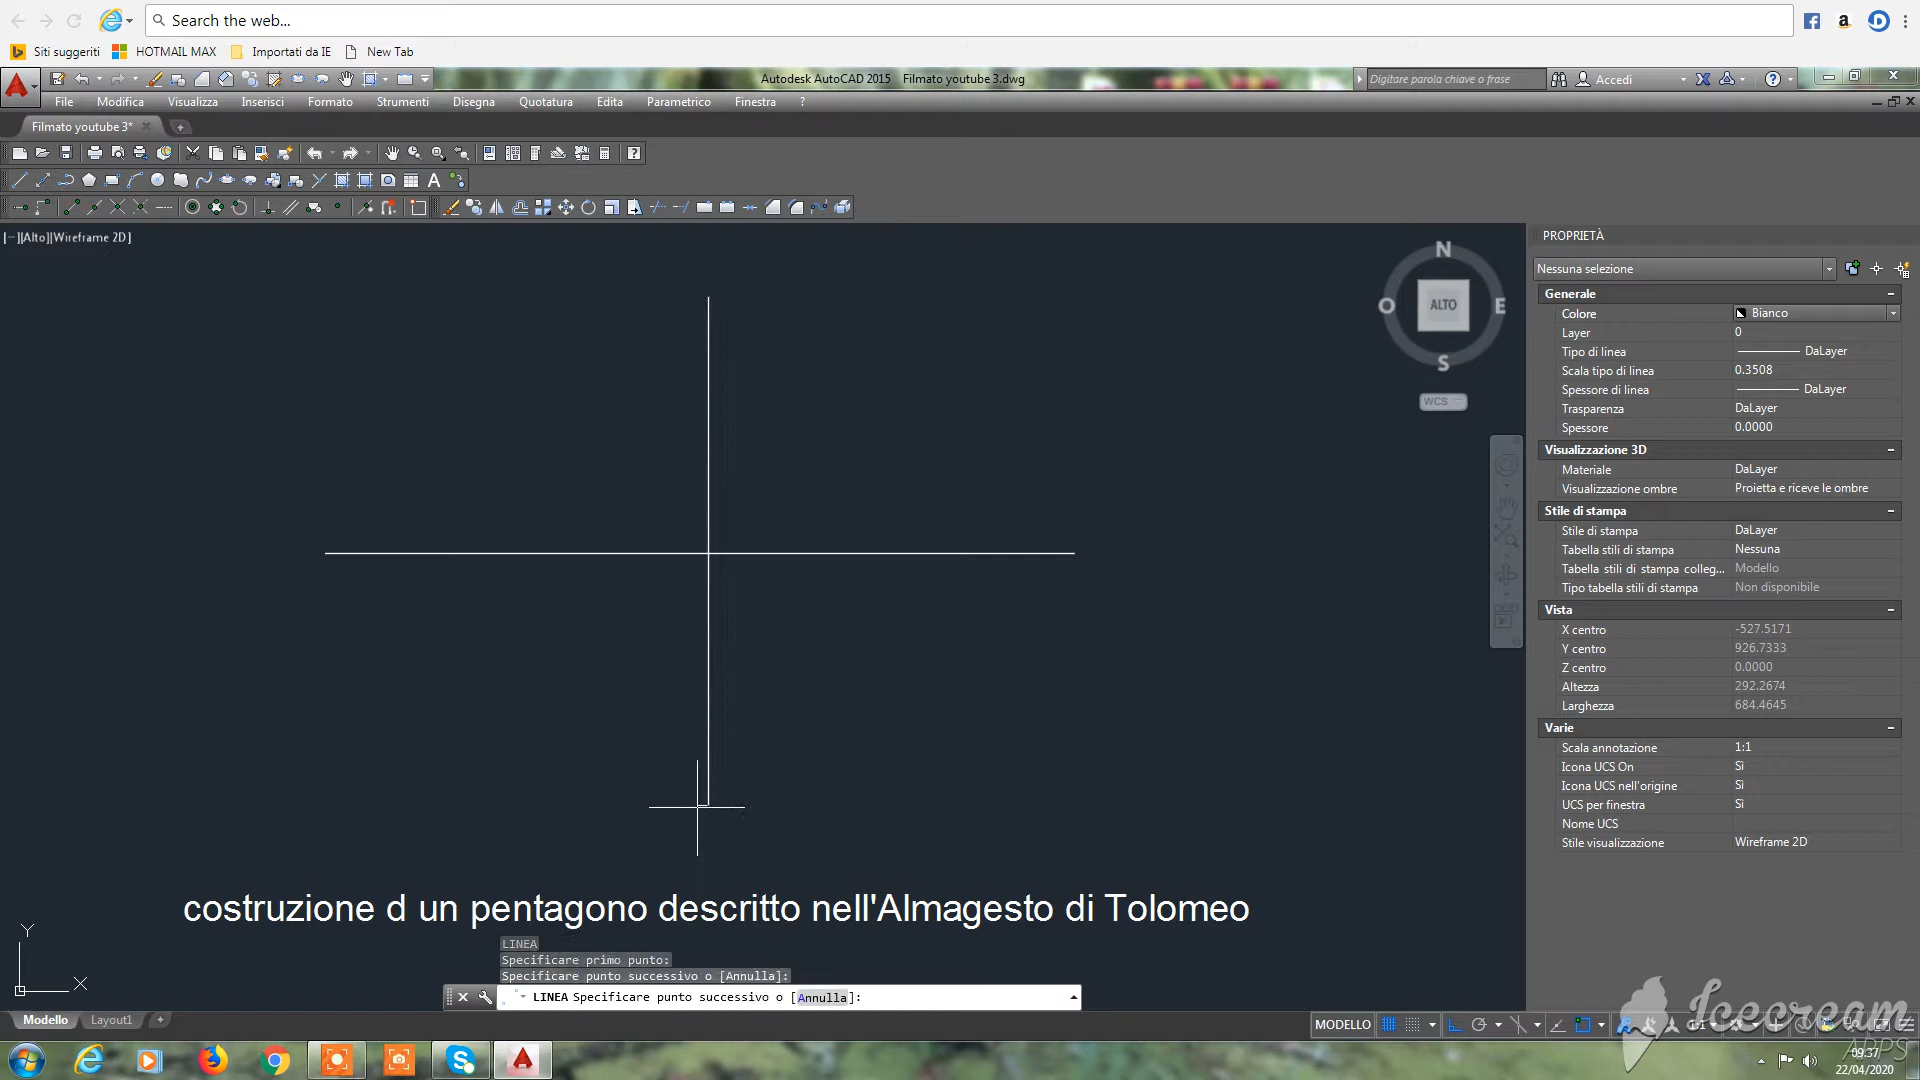 Search the web...
Siti suggeriti HOTMAIL MAX Importati da IE New Tab
Autodesk AutoCAD 2015 Filmato youtube 3.dwg
Digitare parola chiave o frase
Accedi
File Modifica Visualizza Inserisci Formato Strumenti Disegna Quotatura Edita Parametrico Finestra ?
Filmato youtube 3*
[−][Alto][Wireframe 2D]
N
O ALTO E
S
WCS
PROPRIETÀ
Nessuna selezione
Generale
Colore Bianco
Layer 0
Tipo di linea DaLayer
Scala tipo di linea 0.3508
Spessore di linea DaLayer
Trasparenza DaLayer
Spessore 0.0000
Visualizzazione 3D
Materiale DaLayer
Visualizzazione ombre Proietta e riceve le ombre
Stile di stampa
Stile di stampa DaLayer
Tabella stili di stampa Nessuna
Tabella stili di stampa colleg... Modello
Tipo tabella stili di stampa Non disponibile
Vista
X centro -527.5171
Y centro 926.7333
Z centro 0.0000
Altezza 292.2674
Larghezza 684.4645
Varie
Scala annotazione 1:1
Icona UCS On Sì
Icona UCS nell'origine Sì
UCS per finestra Sì
Nome UCS
Stile visualizzazione Wireframe 2D
costruzione d un pentagono descritto nell'Almagesto di Tolomeo
Y
X
LINEA
Specificare primo punto:
Specificare punto successivo o [Annulla]:
LINEA Specificare punto successivo o [Annulla]:
Modello Layout1
MODELLO 1:1
Icecream
APPS
09:37
22/04/2020